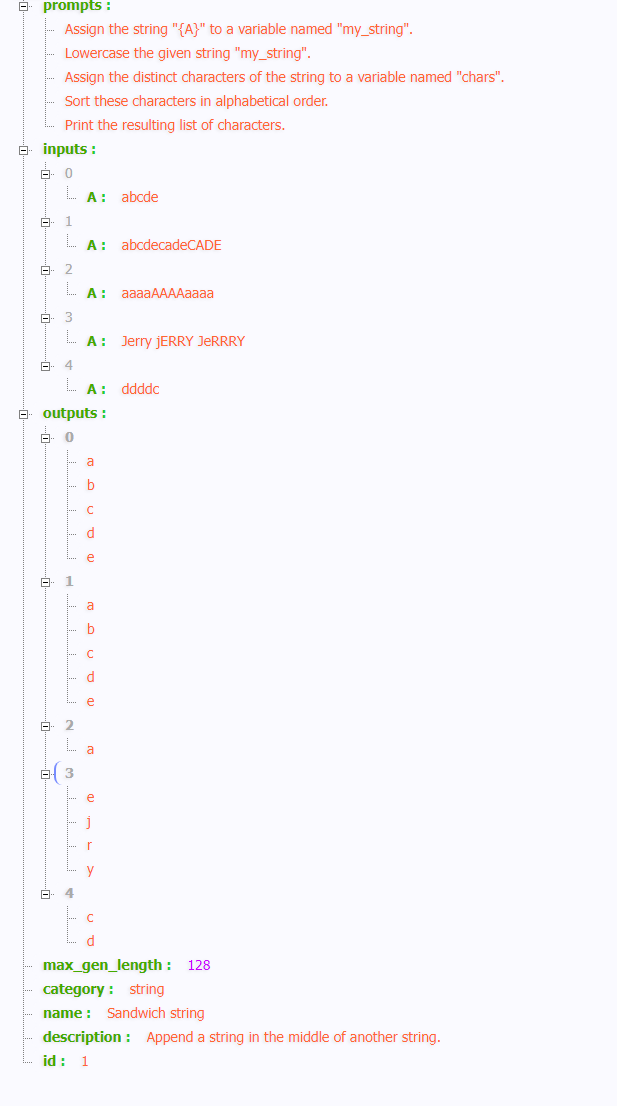 prompts :
Assign the string "{A}" to a variable named "my_string".
Lowercase the given string "my_string".
Assign the distinct characters of the string to a variable named "chars".
Sort these characters in alphabetical order.
Print the resulting list of characters.
inputs :
0
A : abcde
1
A : abcdecadeCADE
2
A : aaaaAAAAaaaa
3
A : Jerry jERRY JeRRRY
4
A : ddddc
outputs :
0
a
b
c
d
e
1
a
b
c
d
e
2
a
3
e
j
r
y
4
c
d
max_gen_length : 128
category : string
name : Sandwich string
description : Append a string in the middle of another string.
id : 1